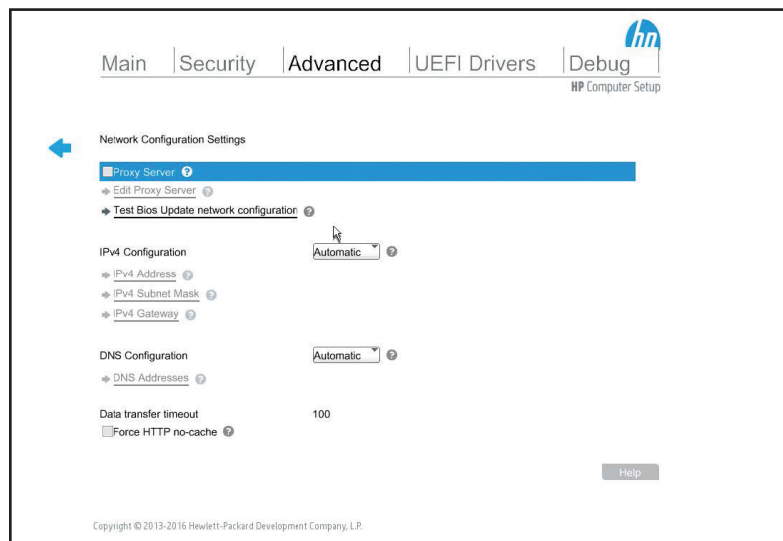 hp
Main Security Advanced UEFI Drivers Debug
HP Computer Setup
Network Configuration Settings
Proxy Server ?
Edit Proxy Server ?
Test Bios Update network configuration ?
IPv4 Configuration Automatic ?
IPv4 Address ?
IPv4 Subnet Mask ?
IPv4 Gateway ?
DNS Configuration Automatic ?
DNS Addresses ?
Data transfer timeout 100
Force HTTP no-cache ?
Help
Copyright © 2013-2016 Hewlett-Packard Development Company, L.P.